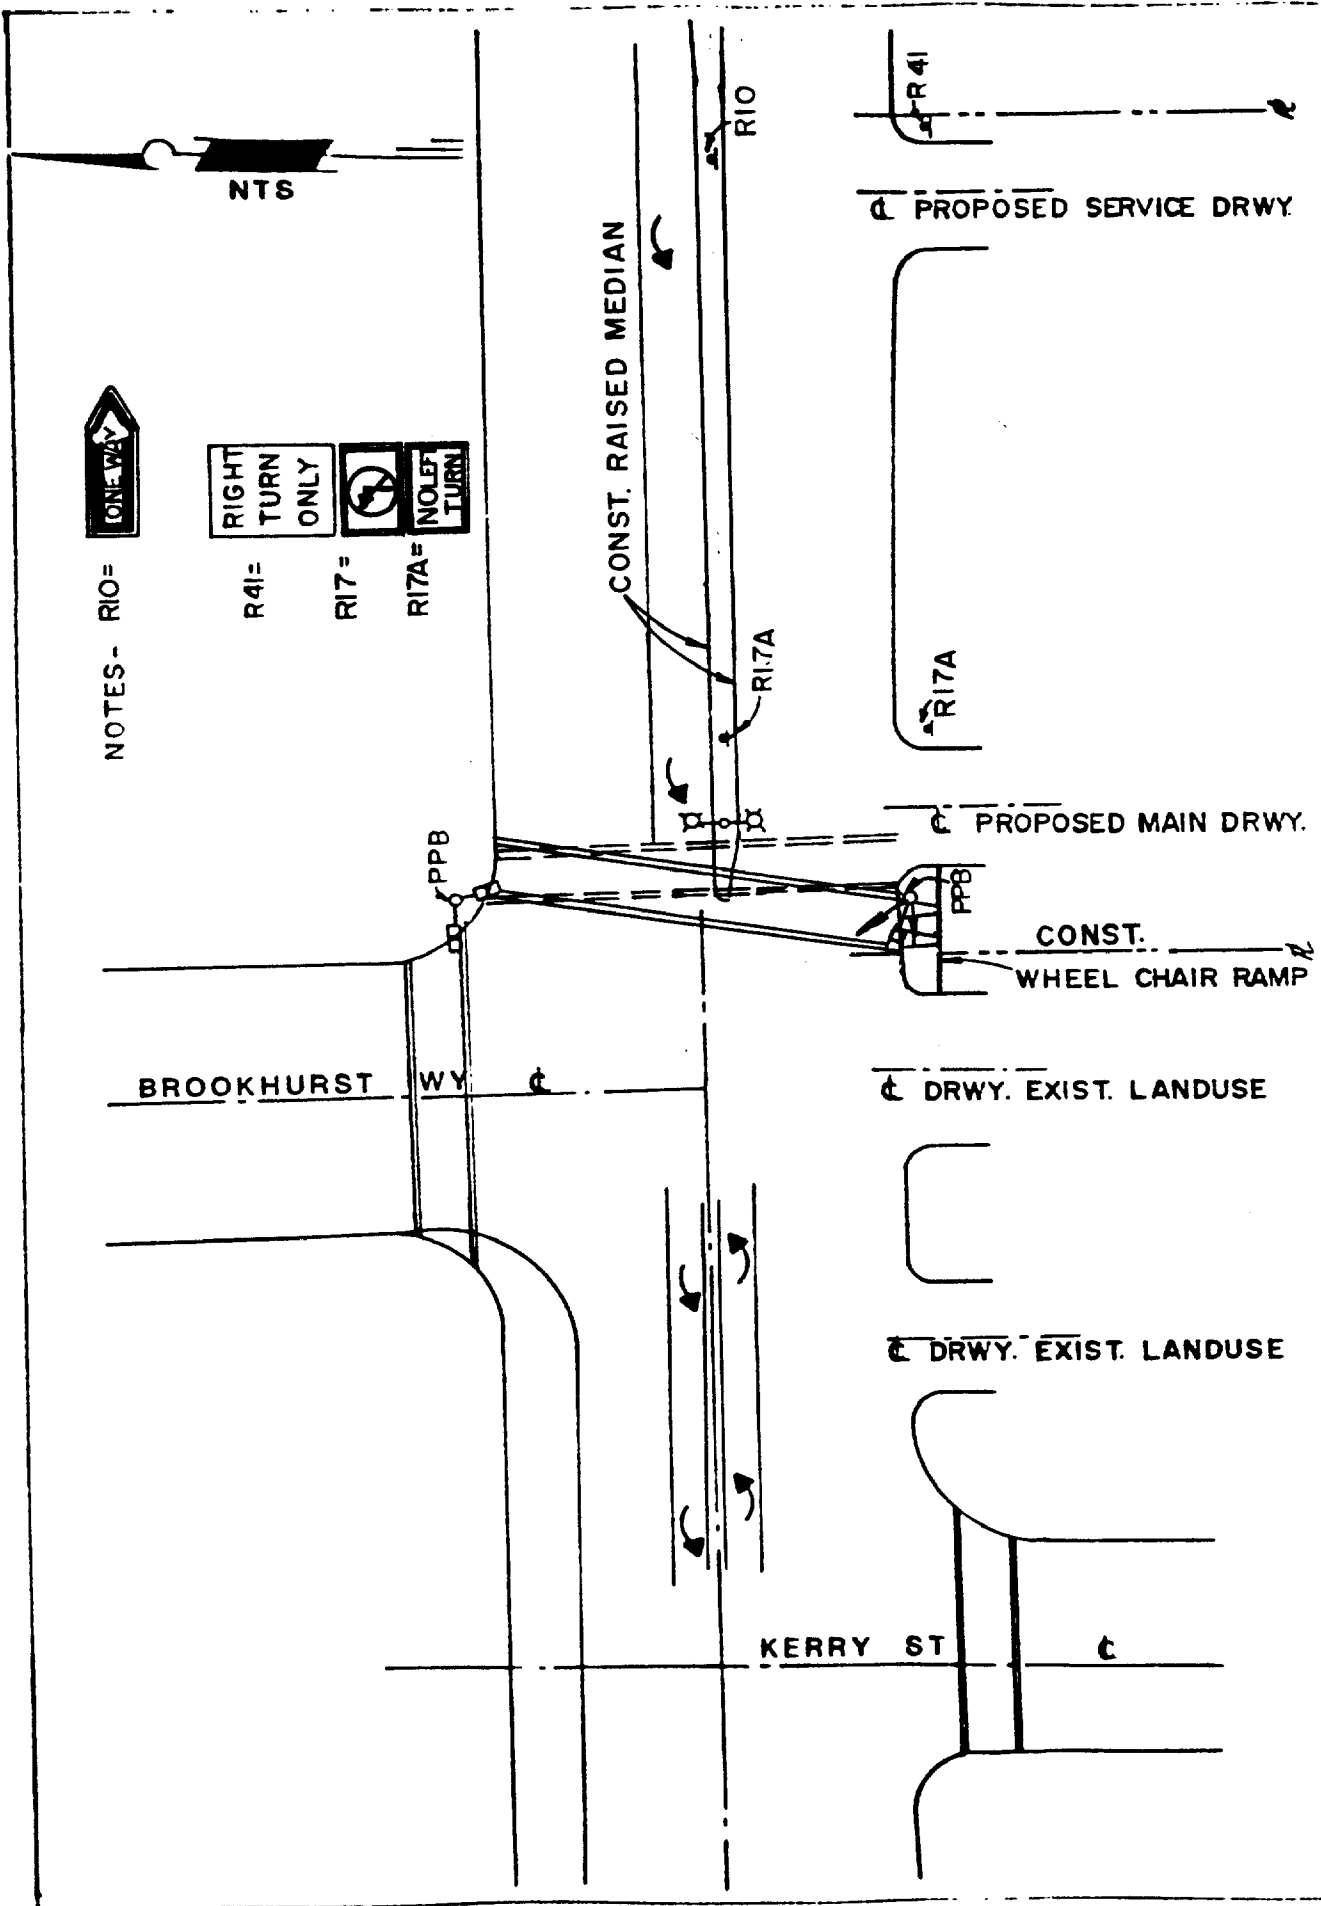 NTS
NOTES- R10=
ONE WAY
R41=
RIGHT
TURN
ONLY
R17=
R17A=
NO LEFT
TURN
CONST. RAISED MEDIAN
R10
R41
℄ PROPOSED SERVICE DRWY.
R17A
R17A
℄ PROPOSED MAIN DRWY.
PPB
PPB
CONST.
WHEEL CHAIR RAMP
BROOKHURST WY ℄
℄ DRWY. EXIST. LANDUSE
℄ DRWY. EXIST. LANDUSE
KERRY ST ℄